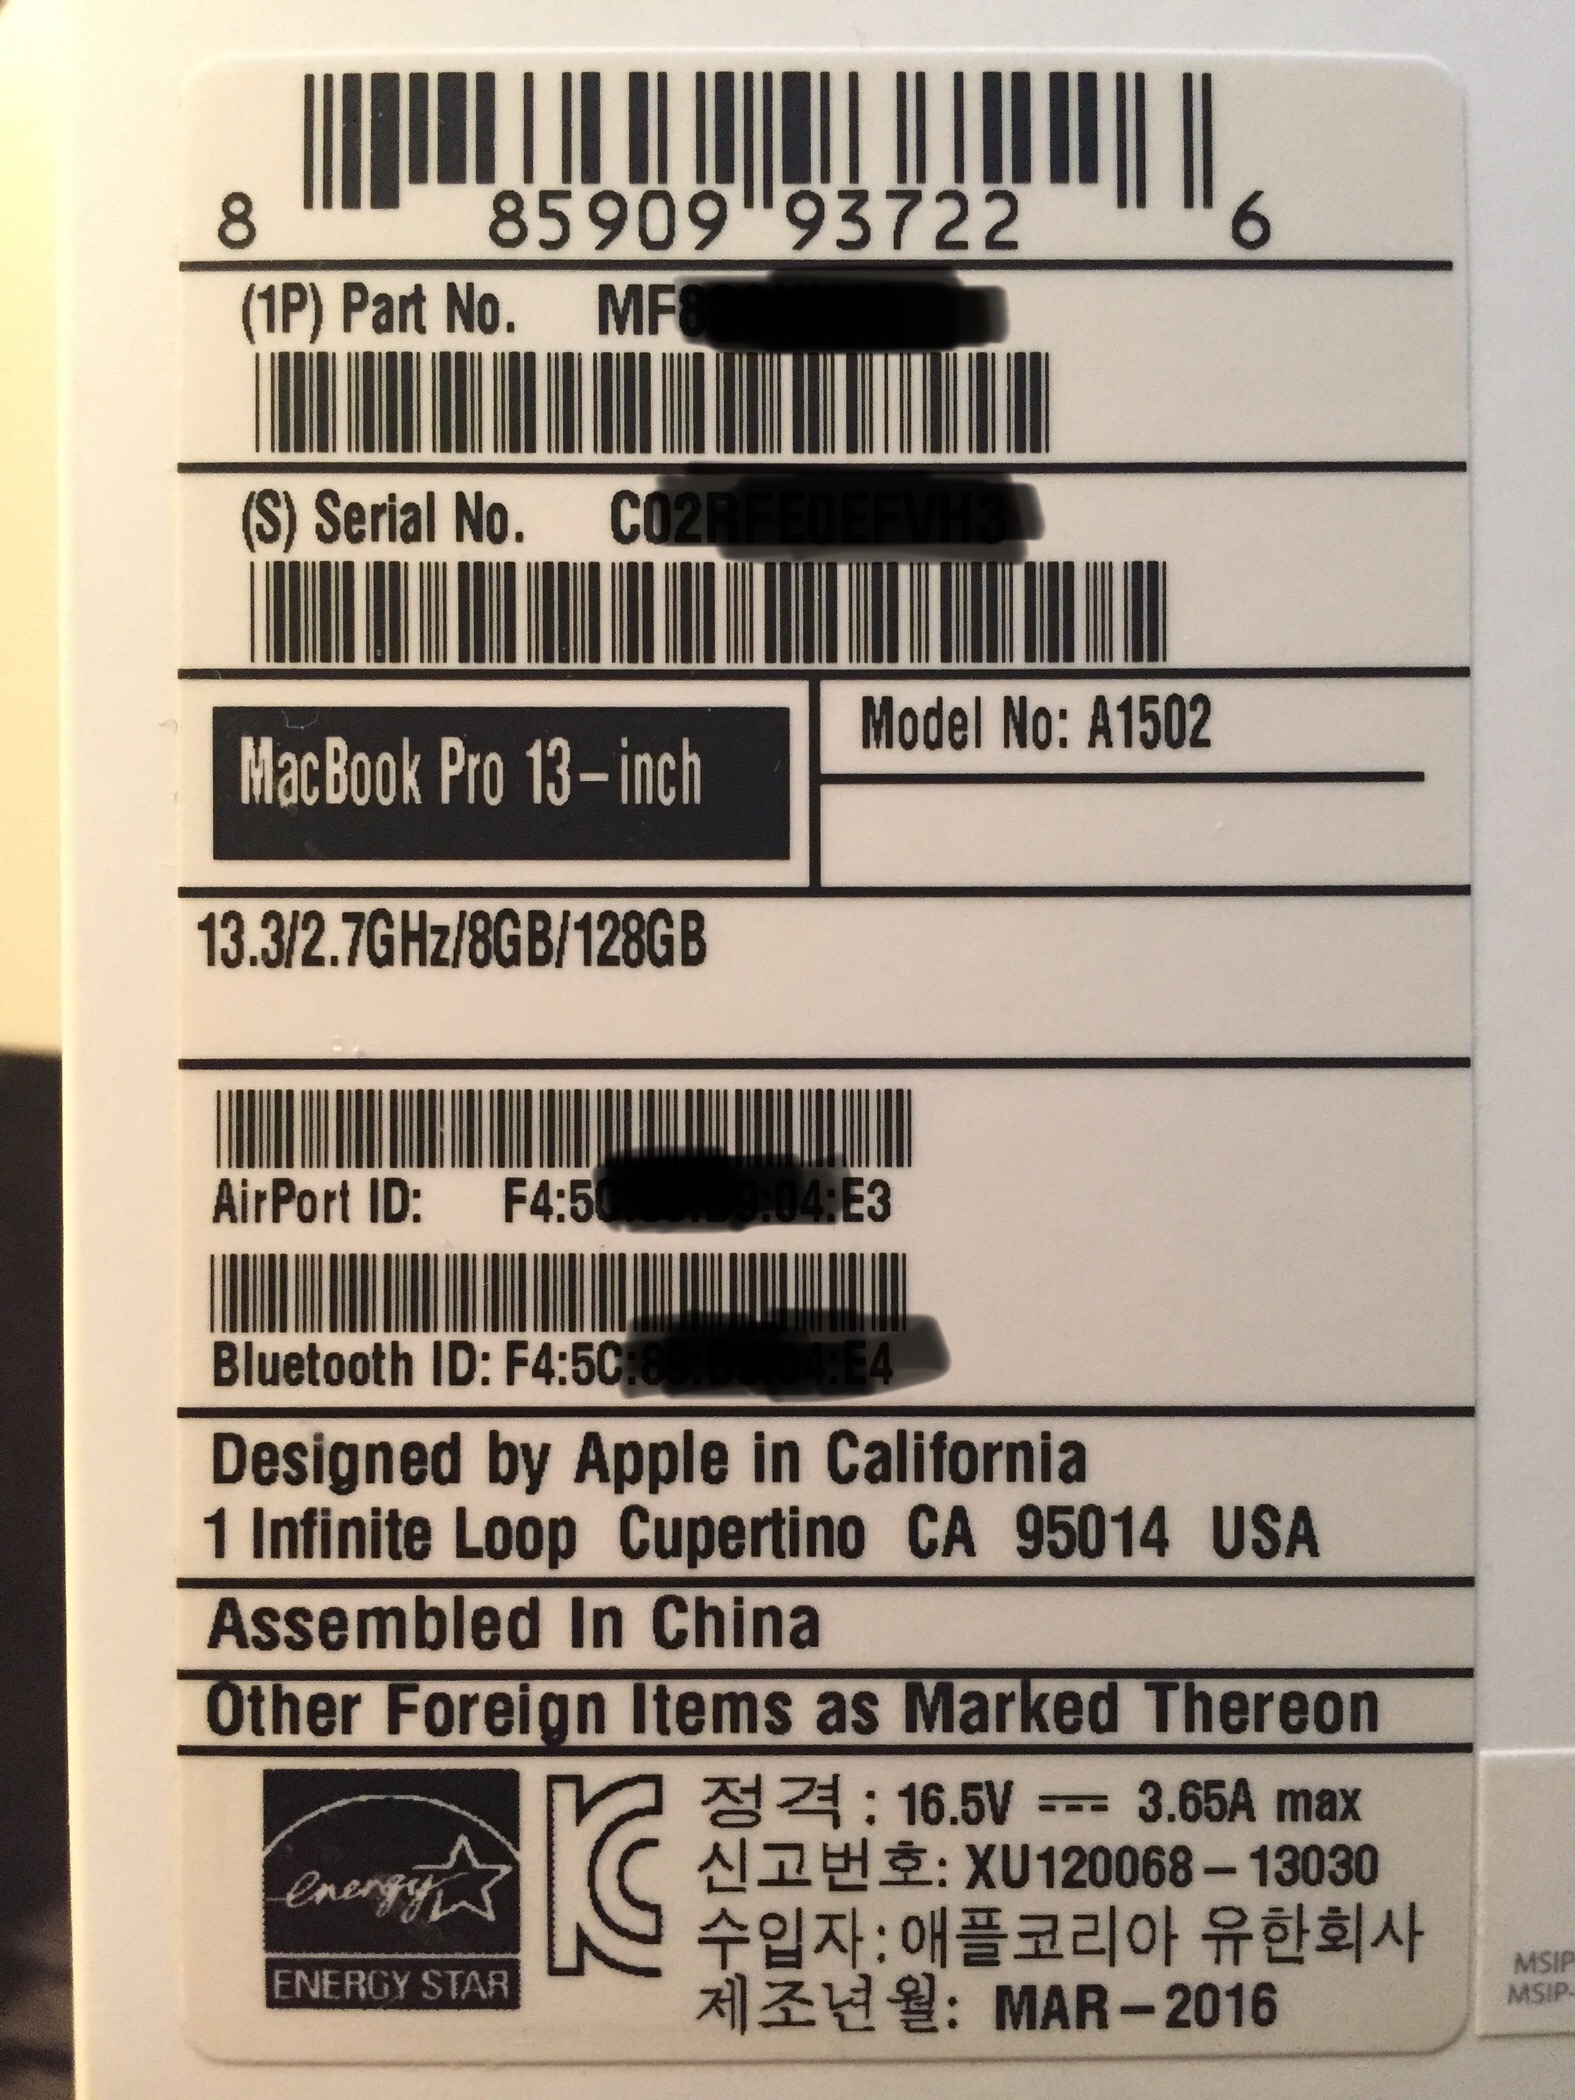 8 85909 93722 6
(1P) Part No. MF
(S) Serial No. C
MacBook Pro 13-inch
Model No: A1502
13.3/2.7GHz/8GB/128GB
AirPort ID: F4:5
Bluetooth ID: F4:5C:
Designed by Apple in California
1 Infinite Loop Cupertino CA 95014 USA
Assembled In China
Other Foreign Items as Marked Thereon
energy
ENERGY STAR
정격 : 16.5V ⎓ 3.65A max
신고번호: XU120068-13030
수입자: 애플코리아 유한회사
제조년월: MAR-2016
MSIP
MSIP-